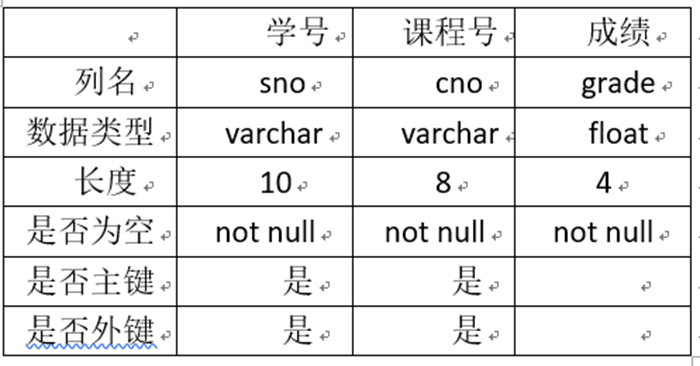 学号 课程号 成绩
列名 sno cno grade
数据类型 varchar varchar float
长度 10 8 4
是否为空 not null not null not null
是否主键 是 是
是否外键 是 是